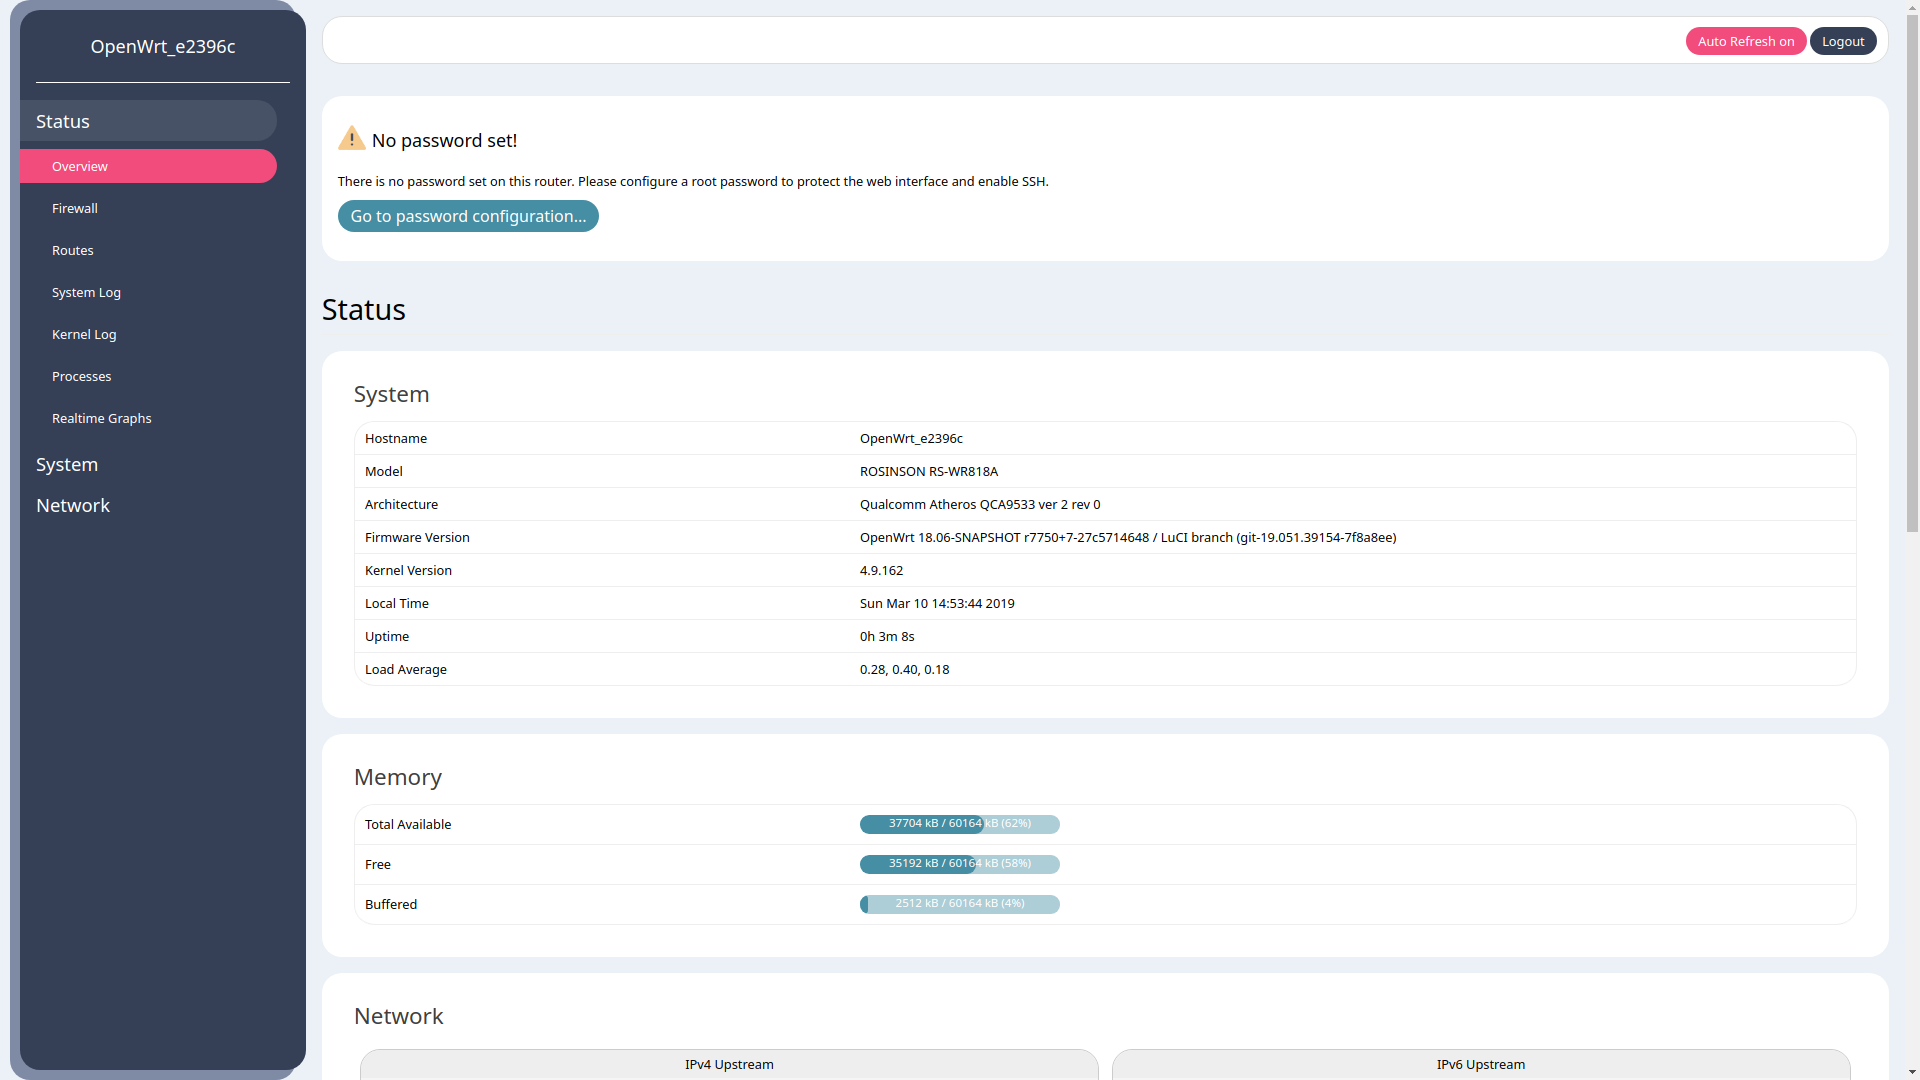 OpenWrt_e2396c
Status
Overview
Firewall
Routes
System Log
Kernel Log
Processes
Realtime Graphs
System
Network
Auto Refresh on
Logout
No password set!
There is no password set on this router. Please configure a root password to protect the web interface and enable SSH.
Go to password configuration...
Status
System
Hostname OpenWrt_e2396c
Model ROSINSON RS-WR818A
Architecture Qualcomm Atheros QCA9533 ver 2 rev 0
Firmware Version OpenWrt 18.06-SNAPSHOT r7750+7-27c5714648 / LuCI branch (git-19.051.39154-7f8a8ee)
Kernel Version 4.9.162
Local Time Sun Mar 10 14:53:44 2019
Uptime 0h 3m 8s
Load Average 0.28, 0.40, 0.18
Memory
Total Available 37704 kB / 60164 kB (62%)
Free 35192 kB / 60164 kB (58%)
Buffered 2512 kB / 60164 kB (4%)
Network
IPv4 Upstream IPv6 Upstream